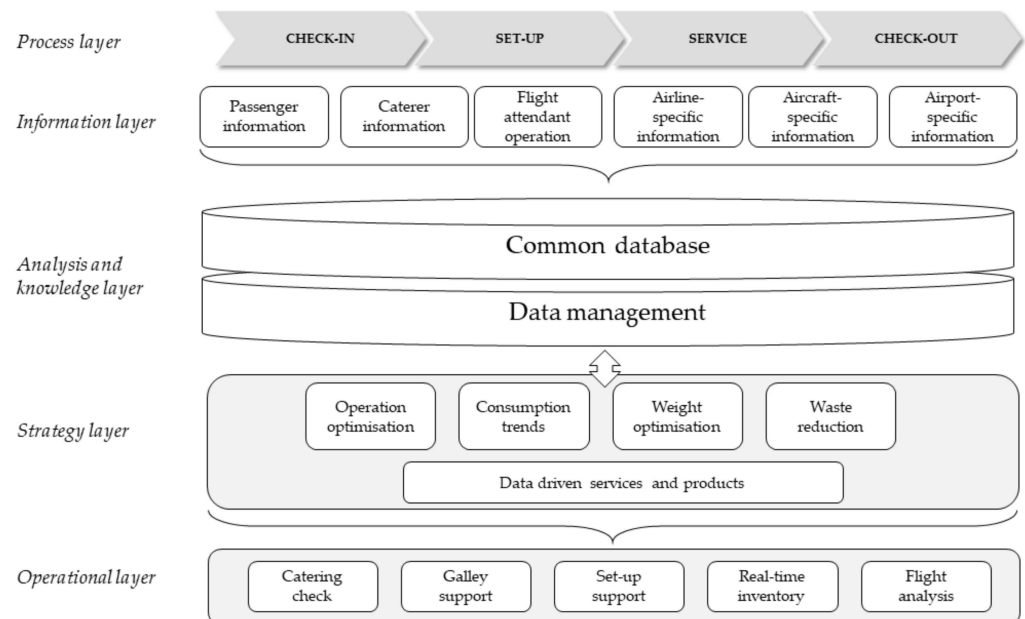 Process layer
CHECK-IN
SET-UP
SERVICE
CHECK-OUT
Information layer
Passenger
information
Caterer
information
Flight
attendant
operation
Airline-
specific
information
Aircraft-
specific
information
Airport-
specific
information
Analysis and
knowledge layer
Common database
Data management
Strategy layer
Operation
optimisation
Consumption
trends
Weight
optimisation
Waste
reduction
Data driven services and products
Operational layer
Catering
check
Galley
support
Set-up
support
Real-time
inventory
Flight
analysis